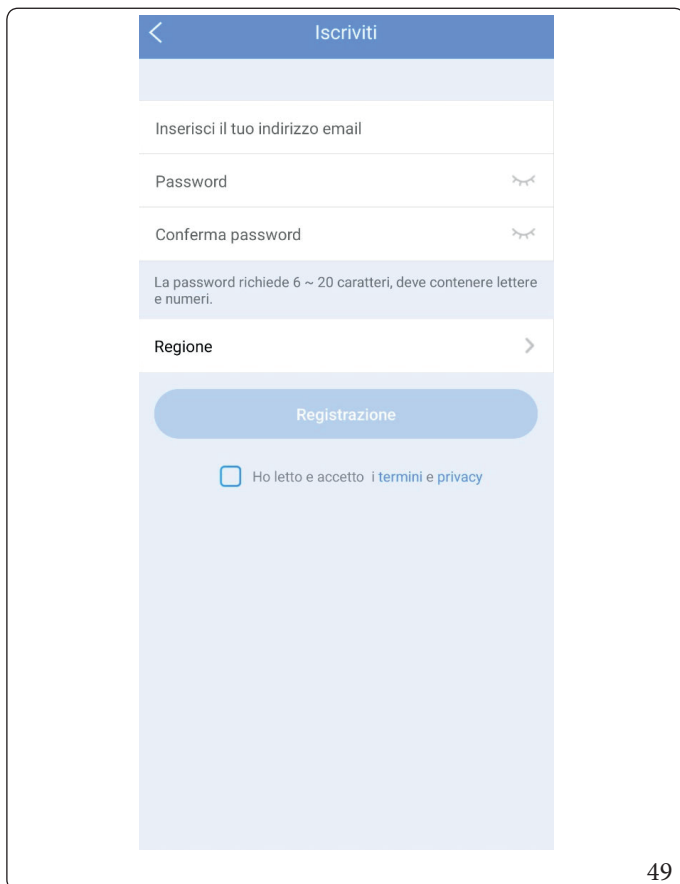 Iscriviti
Inserisci il tuo indirizzo email
Password
Conferma password
La password richiede 6 ~ 20 caratteri, deve contenere lettere
e numeri.
Regione
Registrazione
Ho letto e accetto i termini e privacy
49